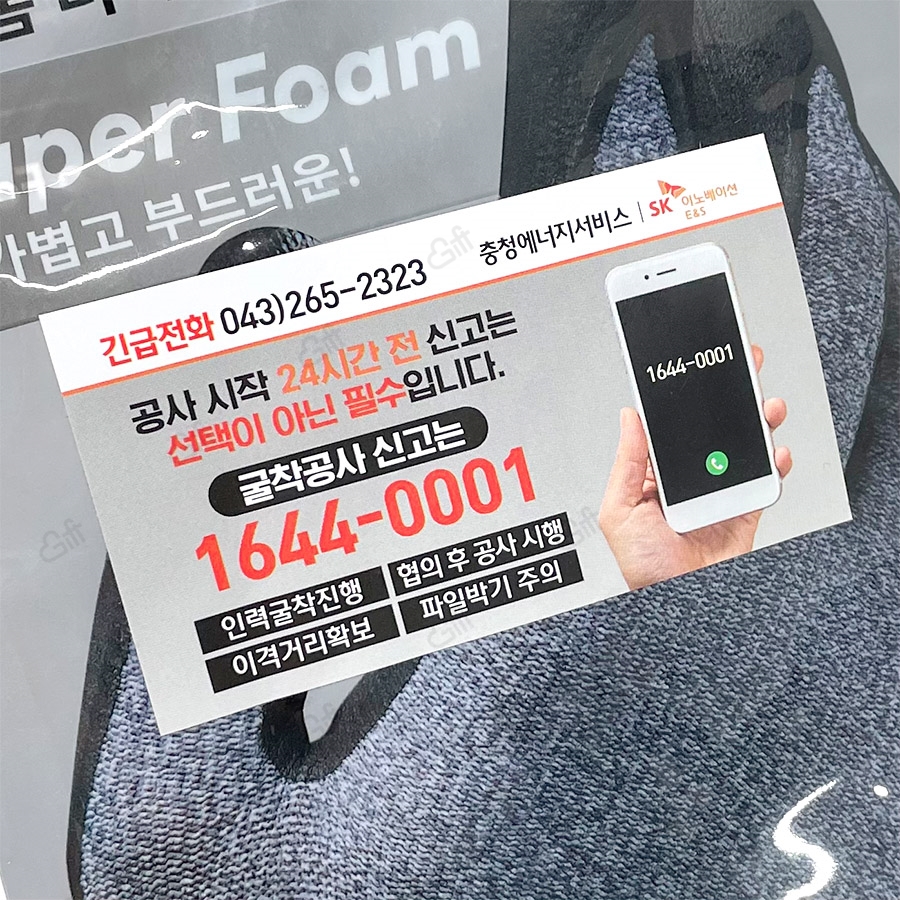 uper Foam
가볍고 부드러운!
긴급전화 043)265-2323
충청에너지서비스 | SK 이노베이션 E&S
공사 시작 24시간 전 신고는
선택이 아닌 필수입니다.
굴착공사 신고는
1644-0001
인력굴착진행
협의 후 공사 시행
이격거리확보
파일박기 주의
1644-0001